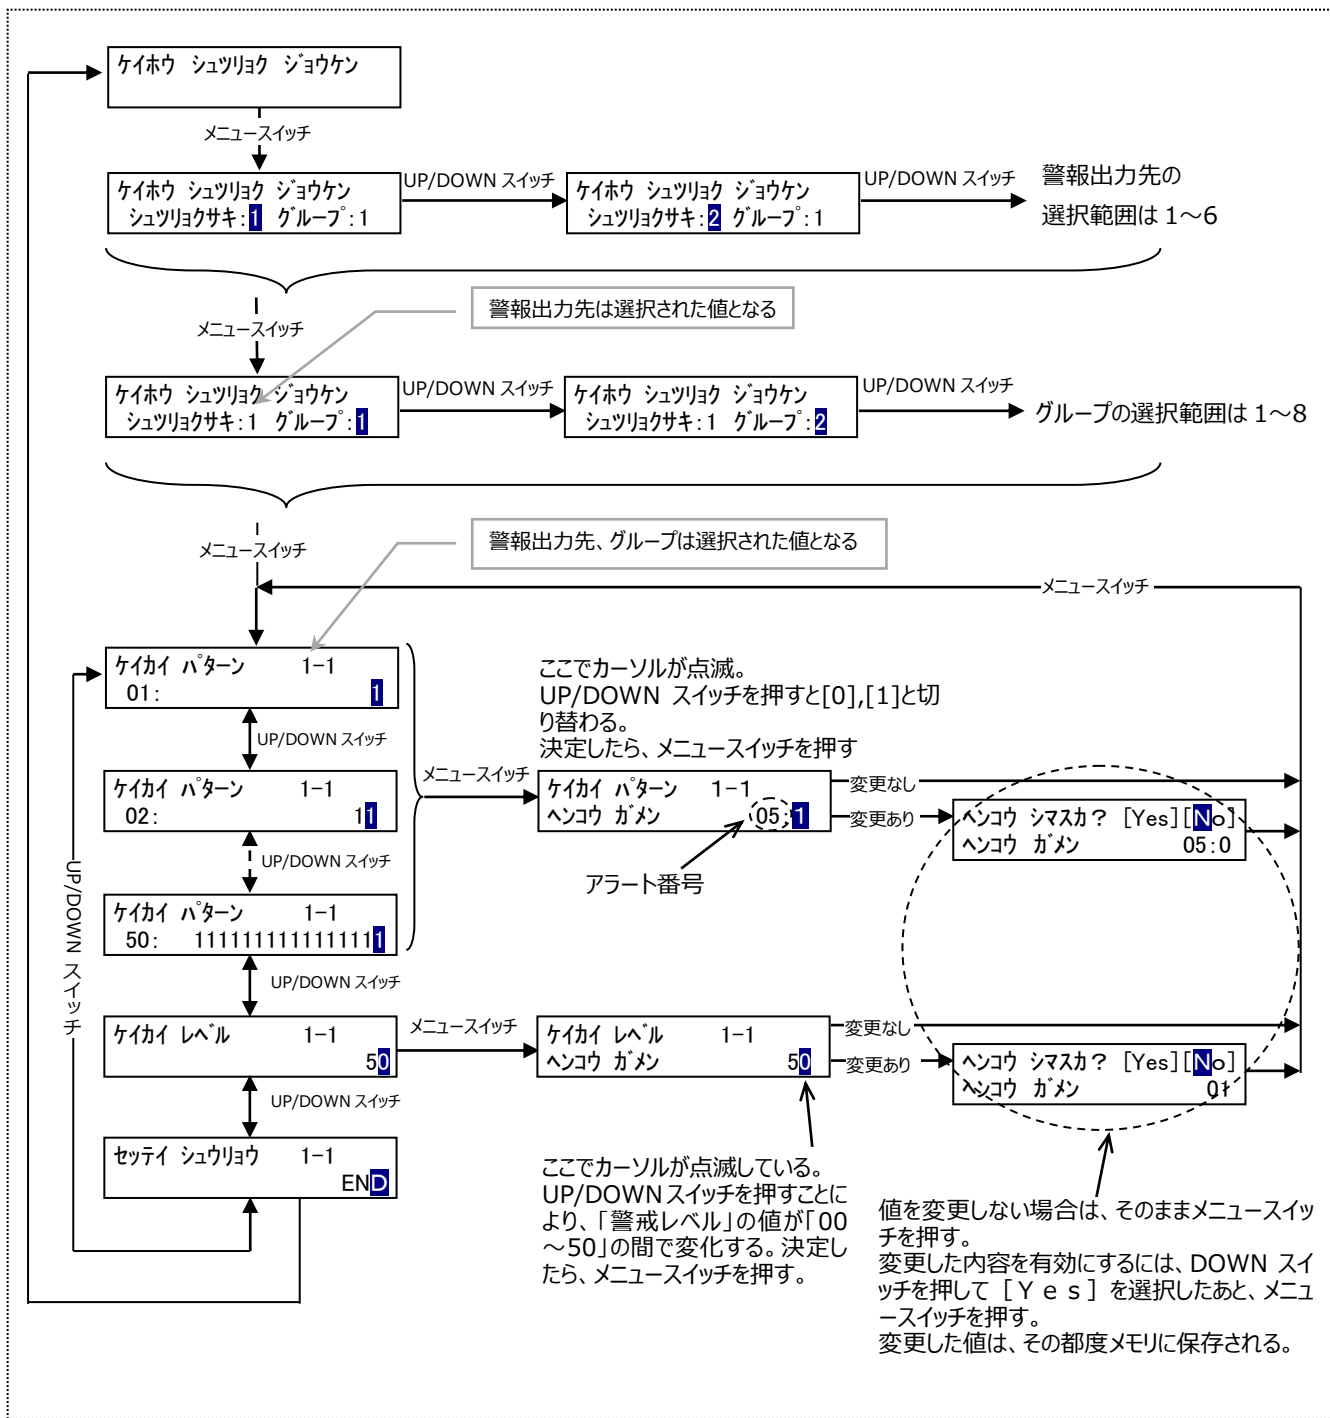 ケイホウ シュツリョク ジョウケン
メニュースイッチ
ケイホウ シュツリョク ジョウケン
シュツリョクサキ:1 グループ:1
UP/DOWN スイッチ
ケイホウ シュツリョク ジョウケン
シュツリョクサキ:2 グループ:1
UP/DOWN スイッチ
警報出力先の
選択範囲は 1～6
メニュースイッチ
警報出力先は選択された値となる
ケイホウ シュツリョク ジョウケン
シュツリョクサキ:1 グループ:1
UP/DOWN スイッチ
ケイホウ シュツリョク ジョウケン
シュツリョクサキ:1 グループ:2
UP/DOWN スイッチ
グループの選択範囲は 1～8
メニュースイッチ
警報出力先、グループは選択された値となる
メニュースイッチ
ケイカイ パターン 1-1
01: 1
UP/DOWN スイッチ
ケイカイ パターン 1-1
02: 11
UP/DOWN スイッチ
ケイカイ パターン 1-1
50: 1111111111111111
UP/DOWN スイッチ
UP/DOWN スイッチ
メニュースイッチ
ここでカーソルが点滅。
UP/DOWN スイッチを押すと[0],[1]と切
り替わる。
決定したら、メニュースイッチを押す
ケイカイ パターン 1-1
ヘンコウ ガメン 05:1
アラート番号
変更なし
変更あり
ヘンコウ シマスカ? [Yes][No]
ヘンコウ ガメン 05:0
ケイカイ レベル 1-1
50
メニュースイッチ
ケイカイ レベル 1-1
ヘンコウ ガメン 50
変更なし
変更あり
ヘンコウ シマスカ? [Yes][No]
ヘンコウ ガメン 01
UP/DOWN スイッチ
セッテイ シュウリョウ 1-1
END
ここでカーソルが点滅している。
UP/DOWNスイッチを押すことに
より、「警戒レベル」の値が「00
～50」の間で変化する。決定し
たら、メニュースイッチを押す。
値を変更しない場合は、そのままメニュースイッ
チを押す。
変更した内容を有効にするには、DOWN スイ
ッチを押して［Ｙｅｓ］を選択したあと、メニュ
ースイッチを押す。
変更した値は、その都度メモリに保存される。